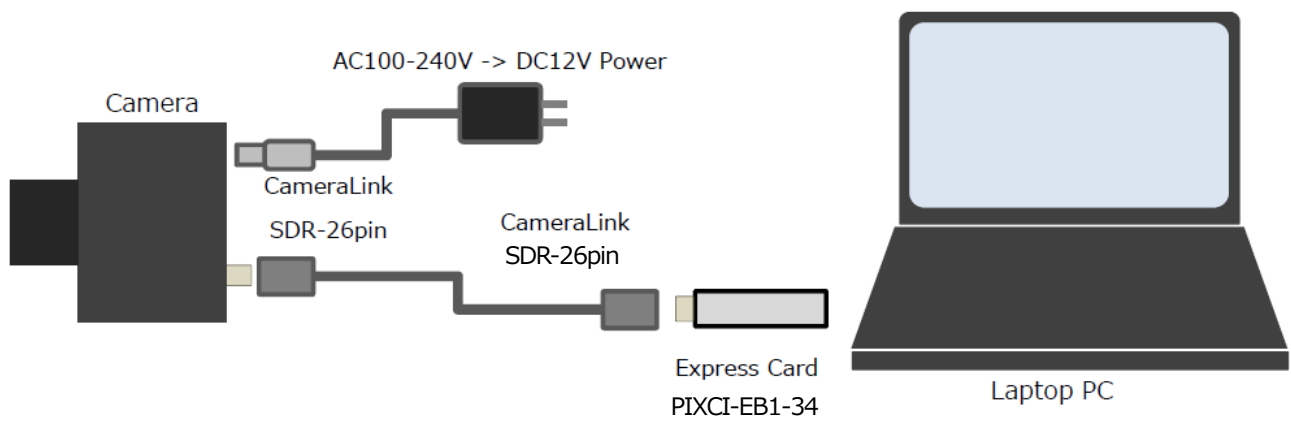 AC100-240V -> DC12V Power
Camera
CameraLink
SDR-26pin
CameraLink
SDR-26pin
Express Card
PIXCI-EB1-34
Laptop PC